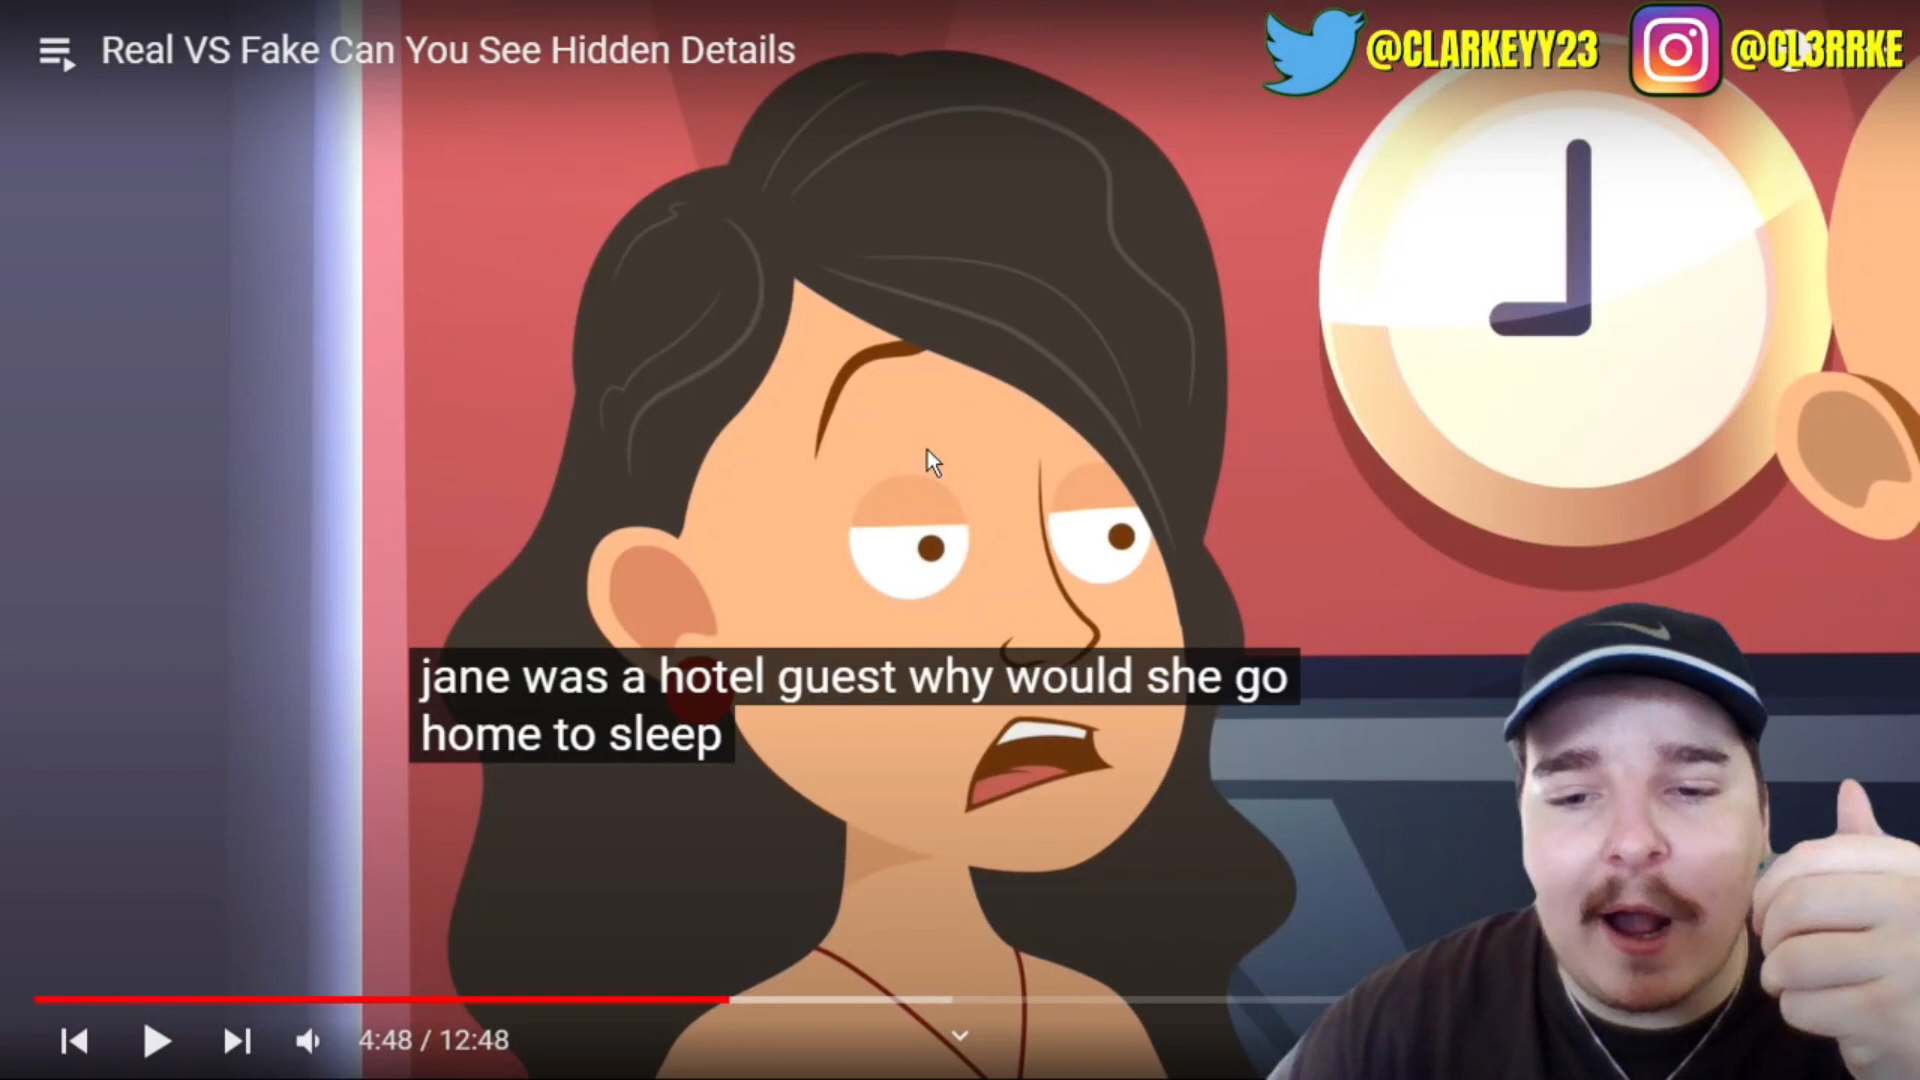 Real VS Fake Can You See Hidden Details
@CLARKEYY23
@CL3RRKE
jane was a hotel guest why would she go
home to sleep
4:48 / 12:48